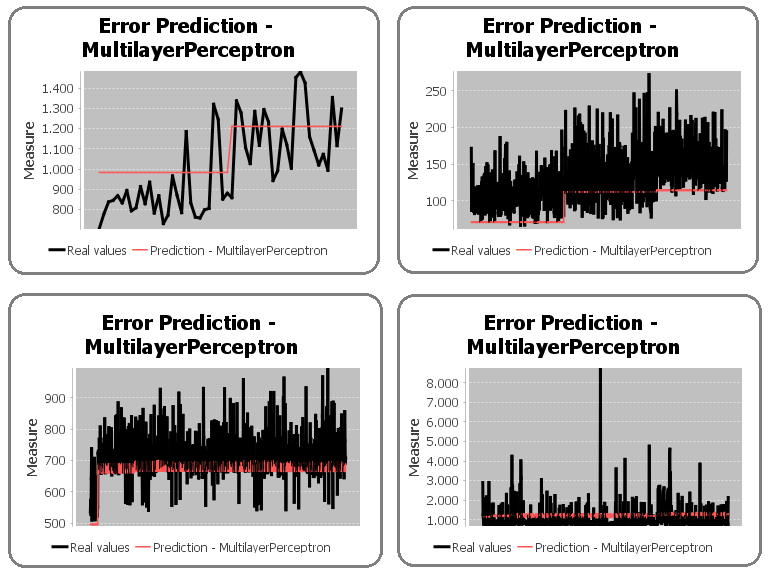 Error Prediction -
MultilayerPerceptron
1.400
1.300
1.200
1.100
1.000
900
800
Measure
Real values
Prediction - MultilayerPerceptron
Error Prediction -
MultilayerPerceptron
250
200
150
100
Measure
Real values
Prediction - MultilayerPerceptron
Error Prediction -
MultilayerPerceptron
900
800
700
600
500
Measure
Real values
Prediction - MultilayerPerceptron
Error Prediction -
MultilayerPerceptron
8.000
7.000
6.000
5.000
4.000
3.000
2.000
1.000
Measure
Real values
Prediction - MultilayerPerceptron